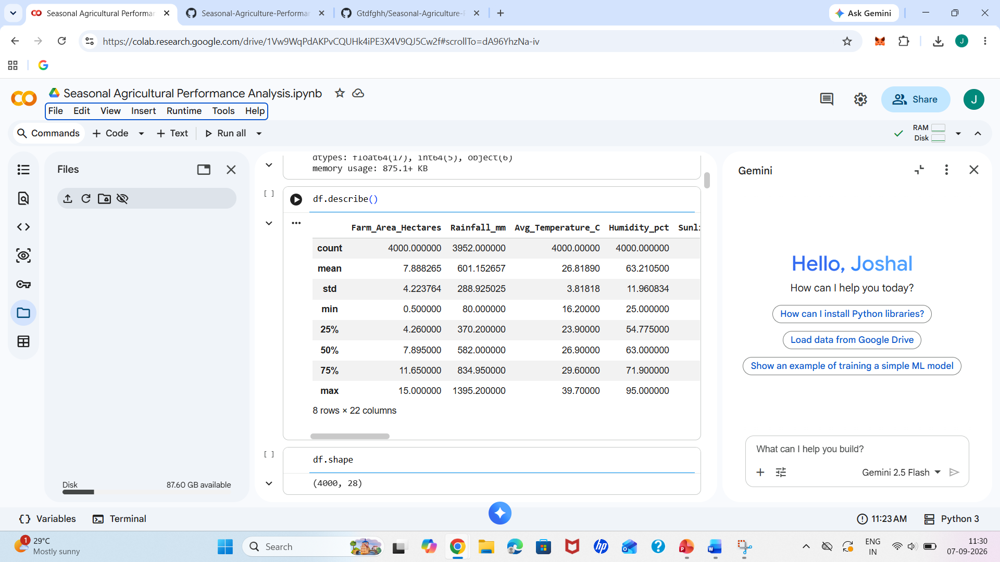 Seasonal Agricultural Performan
Seasonal-Agriculture-Performan
Gtdfghh/Seasonal-Agriculture-P
Ask Gemini
https://colab.research.google.com/drive/1Vw9WqPdAKPvCQUHk4iPE3X4V9QJ5Cw2f#scrollTo=dA96YhzNa-iv
J
Seasonal Agricultural Performance Analysis.ipynb
File Edit View Insert Runtime Tools Help
Share
J
Commands
+ Code
+ Text
Run all
RAM
Disk
Files
dtypes: float64(17), int64(5), object(6)
memory usage: 875.1+ KB
[ ]
df.describe()
Farm_Area_Hectares Rainfall_mm Avg_Temperature_C Humidity_pct Sunli
count 4000.000000 3952.000000 4000.00000 4000.000000
mean 7.888265 601.152657 26.81890 63.210500
std 4.223764 288.925025 3.81818 11.960834
min 0.500000 80.000000 16.20000 25.000000
25% 4.260000 370.200000 23.90000 54.775000
50% 7.895000 582.000000 26.90000 63.000000
75% 11.650000 834.950000 29.60000 71.900000
max 15.000000 1395.200000 39.70000 95.000000
8 rows × 22 columns
[ ]
df.shape
(4000, 28)
Disk 87.60 GB available
Gemini
Hello, Joshal
How can I help you today?
How can I install Python libraries?
Load data from Google Drive
Show an example of training a simple ML model
What can I help you build?
Gemini 2.5 Flash
Variables
Terminal
11:23 AM
Python 3
1
29°C
Mostly sunny
Search
hp
ENG
IN
11:30
07-09-2026